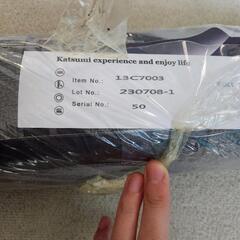 Katsumi experience and enjoy life.
Item No.: 13C7003
Lot No.: 230708-1
Serial No.: 50